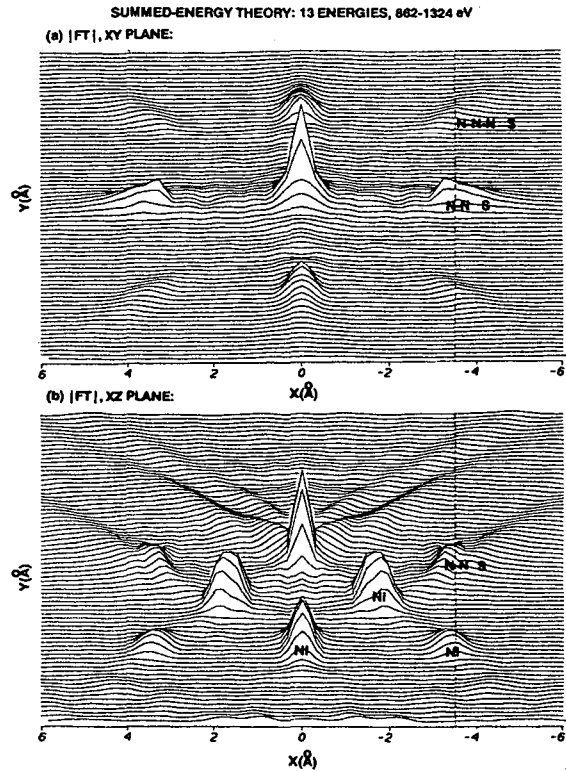 SUMMED-ENERGY THEORY: 13 ENERGIES, 862-1324 eV
(a) |FT|, XY PLANE:
N-N-N S
Y(Å)
N-N S
6 4 2 0 -2 -4 -6
X(Å)
(b) |FT|, XZ PLANE:
N-N S
Y(Å)
Ni
Ni Ni
6 4 2 0 -2 -4 -6
X(Å)